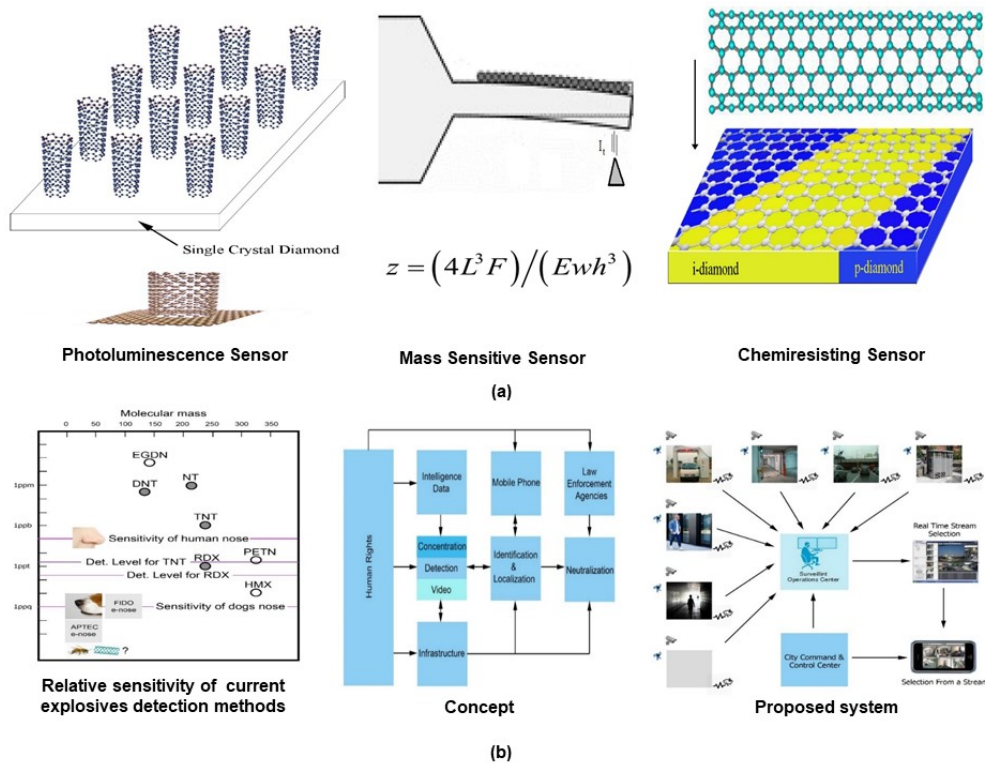 Single Crystal Diamond
Photoluminescence Sensor
I₁
z = (4L³F)/(Ewh³)
Mass Sensitive Sensor
i-diamond
p-diamond
Chemiresisting Sensor
(a)
Molecular mass
0 50 100 150 200 250 300 350
EGDN
DNT
NT
1ppm
TNT
1ppb
Sensitivity of human nose
Det. Level for TNT
RDX
PETN
1ppt
Det. Level for RDX
HMX
1ppq
Sensitivity of dogs nose
FIDO
e-nose
APTEC
e-nose
?
Relative sensitivity of current
explosives detection methods
Human Rights
Intelligence
Data
Mobile Phone
Law
Enforcement
Agencies
Concentration
Detection
Video
Identification
&
Localization
Neutralization
Infrastructure
Concept
Operations Center
Real Time Stream
Selection
City Command &
Control Center
Selection From a Stream
Proposed system
(b)